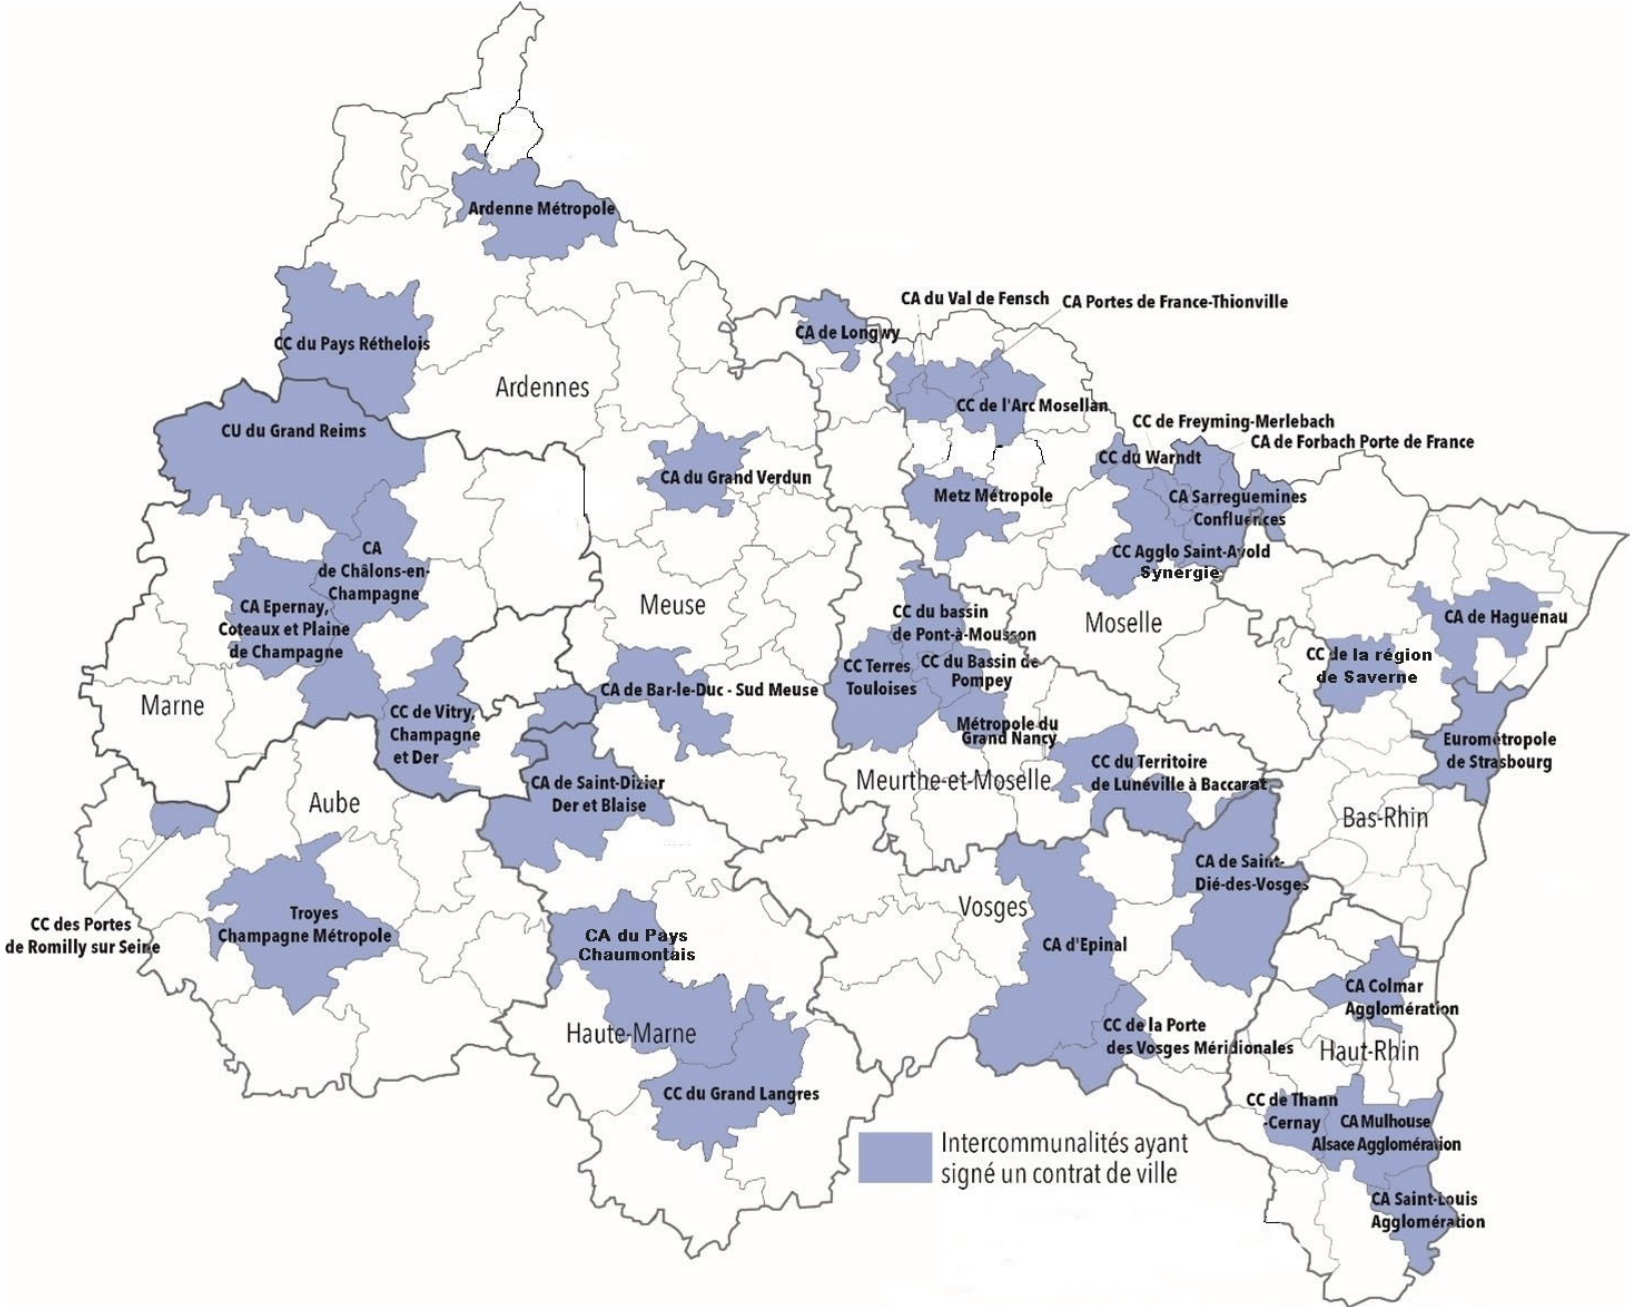 Ardenne Métropole
CA du Val de Fensch
CA Portes de France-Thionville
CA de Longwy
CC du Pays Réthelois
Ardennes
CC de l'Arc Mosellan
CU du Grand Reims
CC de Freyming-Merlebach
CA de Forbach Porte de France
CC du Warndt
CA du Grand Verdun
Metz Métropole
CA Sarreguemines
Confluences
CA
de Châlons-en-
Champagne
CC Agglo Saint-Avold
Synergie
CA Epernay,
Coteaux et Plaine
de Champagne
Meuse
CC du bassin
de Pont-à-Mousson
Moselle
CA de Haguenau
CC Terres
Touloises
CC du Bassin de
Pompey
CC de la région
de Saverne
Marne
CA de Bar-le-Duc - Sud Meuse
CC de Vitry,
Champagne
et Der
Métropole du
Grand Nancy
Eurométropole
de Strasbourg
CC du Territoire
de Lunéville à Baccarat
Meurthe-et-Moselle
CA de Saint-Dizier
Der et Blaise
Aube
Bas-Rhin
CA de Saint-
Dié-des-Vosges
Vosges
CC des Portes
de Romilly sur Seine
Troyes
Champagne Métropole
CA du Pays
Chaumontais
CA d'Epinal
CA Colmar
Agglomération
Haute-Marne
CC de la Porte
des Vosges Méridionales
Haut-Rhin
CC du Grand Langres
CC de Thann
-Cernay
CA Mulhouse
Alsace Agglomération
Intercommunalités ayant
signé un contrat de ville
CA Saint-Louis
Agglomération